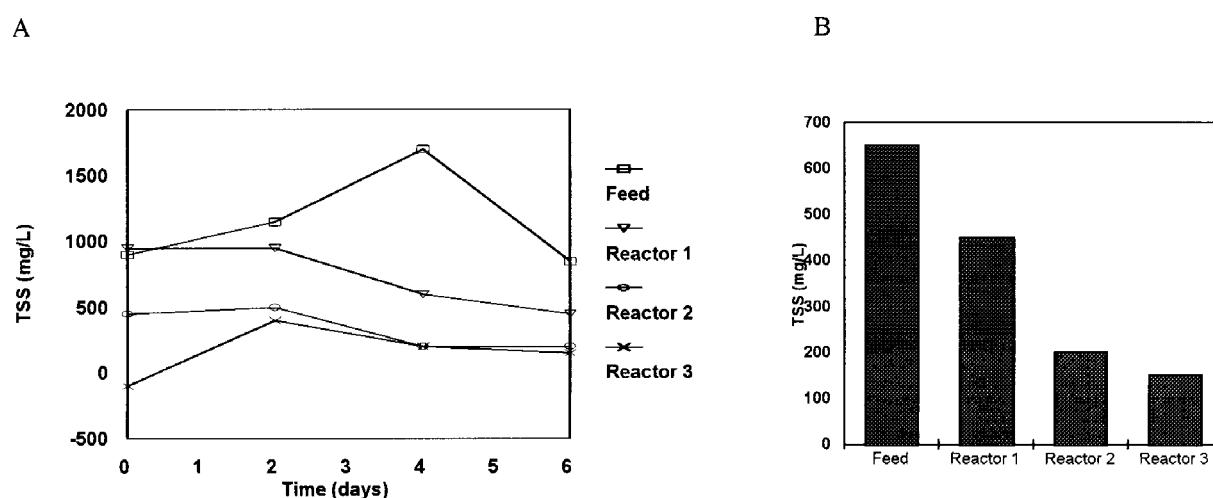 A
2000
1500
1000
500
0
-500
TSS (mg/L)
0 1 2 3 4 5 6
Time (days)
Feed
Reactor 1
Reactor 2
Reactor 3
B
700
600
500
400
300
200
100
0
TSS (mg/L)
Feed Reactor 1 Reactor 2 Reactor 3